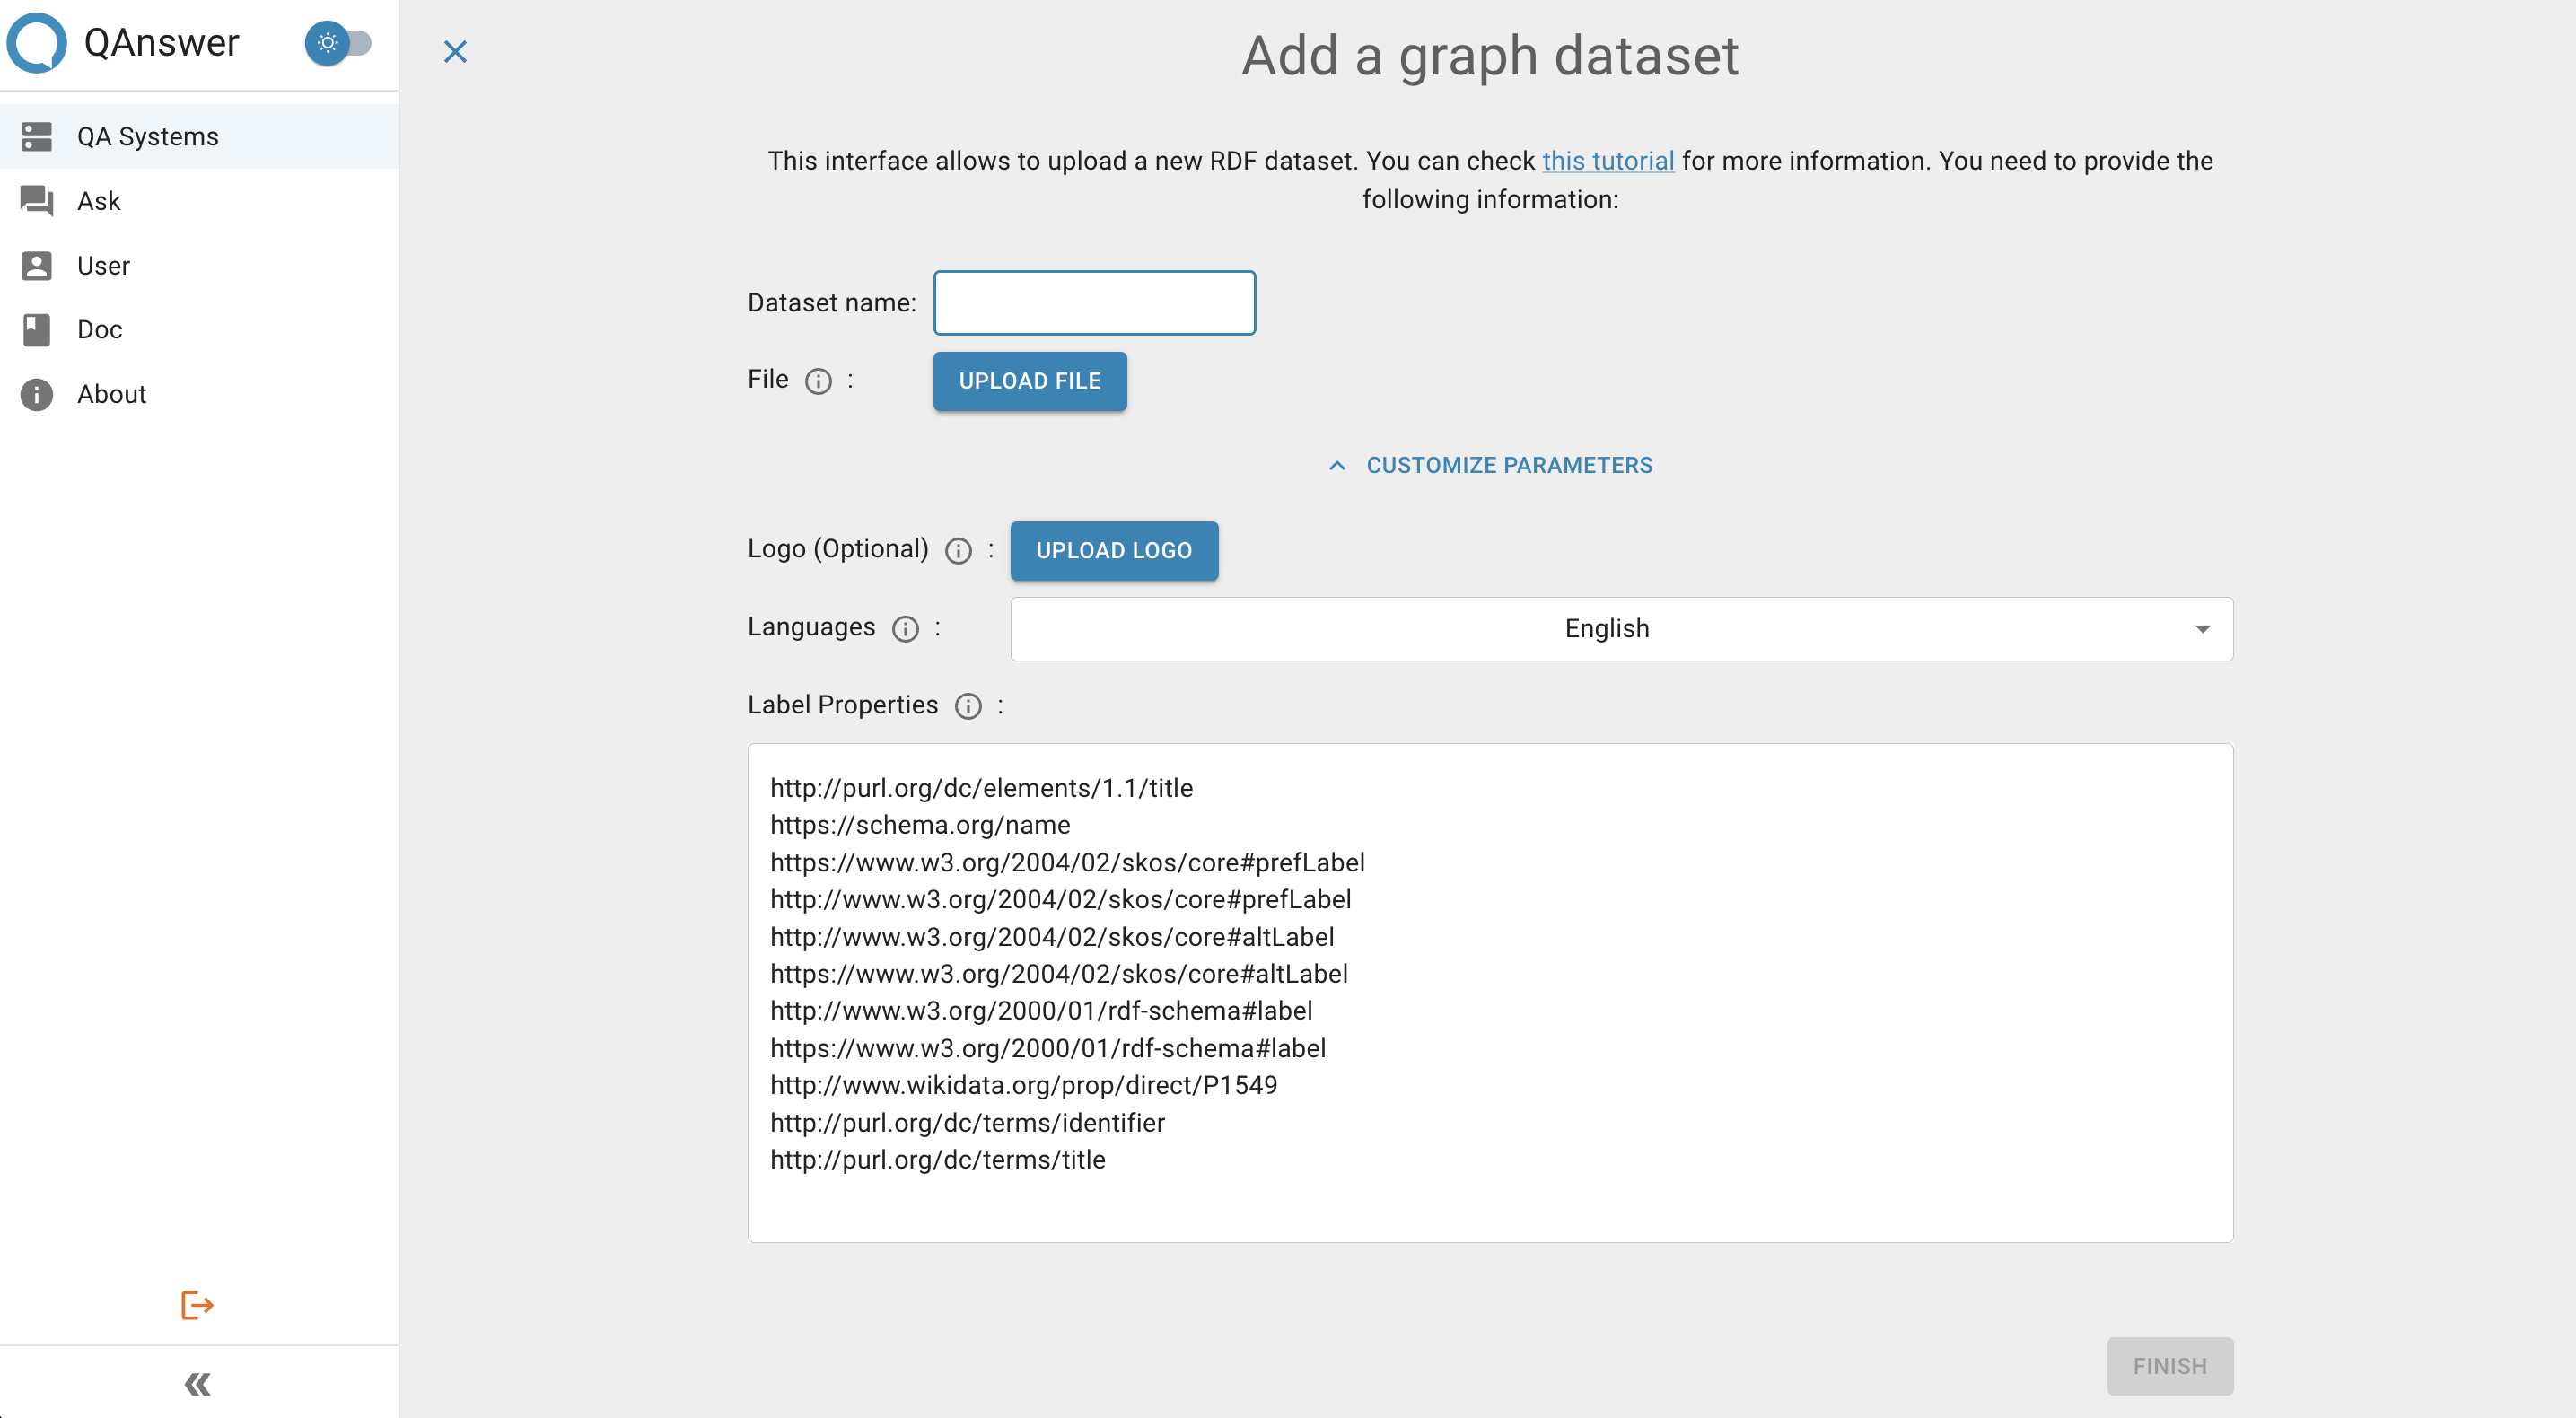 QAnswer
QA Systems
Ask
User
Doc
About
Add a graph dataset
This interface allows to upload a new RDF dataset. You can check this tutorial for more information. You need to provide the
following information:
Dataset name:
File :
UPLOAD FILE
CUSTOMIZE PARAMETERS
Logo (Optional) :
UPLOAD LOGO
Languages :
English
Label Properties :
http://purl.org/dc/elements/1.1/title
https://schema.org/name
https://www.w3.org/2004/02/skos/core#prefLabel
http://www.w3.org/2004/02/skos/core#prefLabel
http://www.w3.org/2004/02/skos/core#altLabel
https://www.w3.org/2004/02/skos/core#altLabel
http://www.w3.org/2000/01/rdf-schema#label
https://www.w3.org/2000/01/rdf-schema#label
http://www.wikidata.org/prop/direct/P1549
http://purl.org/dc/terms/identifier
http://purl.org/dc/terms/title
FINISH